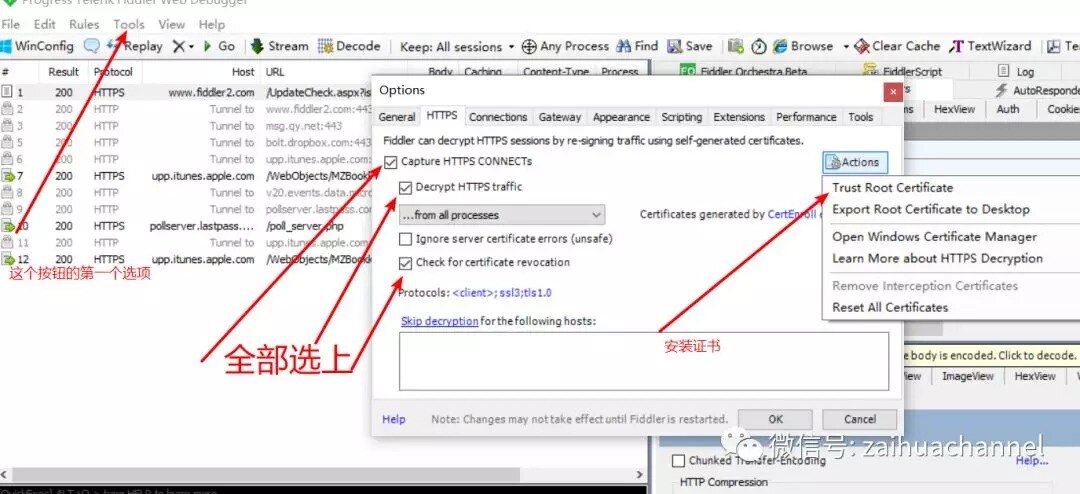 Progress Telerik Fiddler Web Debugger
File Edit Rules Tools View Help
WinConfig Replay Go Stream Decode Keep: All sessions Any Process Find Save Browse Clear Cache TextWizard
# Result Protocol Host URL Body Caching Content-Type Process
1 200 HTTPS www.fiddler2.com /UpdateCheck.aspx?is
2 200 HTTP Tunnel to www.fiddler2.com:443
3 200 HTTP Tunnel to msg.qy.net:443
5 200 HTTP Tunnel to bolt.dropbox.com:443
6 200 HTTP Tunnel to upp.itunes.apple.com:
7 200 HTTPS upp.itunes.apple.com /WebObjects/MZBook
8 200 HTTP Tunnel to v20.events.data.micro
9 200 HTTP Tunnel to pollserver.lastpass.com
10 200 HTTPS pollserver.lastpass.... /poll_server.php
11 200 HTTP Tunnel to upp.itunes.apple.com:
12 200 HTTPS upp.itunes.apple.com /WebObjects/MZBook
这个按钮的第一个选项
全部选上
Options
General HTTPS Connections Gateway Appearance Scripting Extensions Performance Tools
Fiddler can decrypt HTTPS sessions by re-signing traffic using self-generated certificates.
Capture HTTPS CONNECTs
Actions
Decrypt HTTPS traffic
...from all processes
Certificates generated by CertEnroll
Ignore server certificate errors (unsafe)
Check for certificate revocation
Protocols: <client>; ssl3;tls1.0
Skip decryption for the following hosts:
安装证书
Help Note: Changes may not take effect until Fiddler is restarted. OK Cancel
Trust Root Certificate
Export Root Certificate to Desktop
Open Windows Certificate Manager
Learn More about HTTPS Decryption
Remove Interception Certificates
Reset All Certificates
Fiddler Orchestra Beta FiddlerScript Log
AutoResponder
HexView Auth Cookies
e body is encoded. Click to decode.
ImageView HexView
微信号: zaihuachannel
Chunked Transfer-Encoding Help...
HTTP Compression